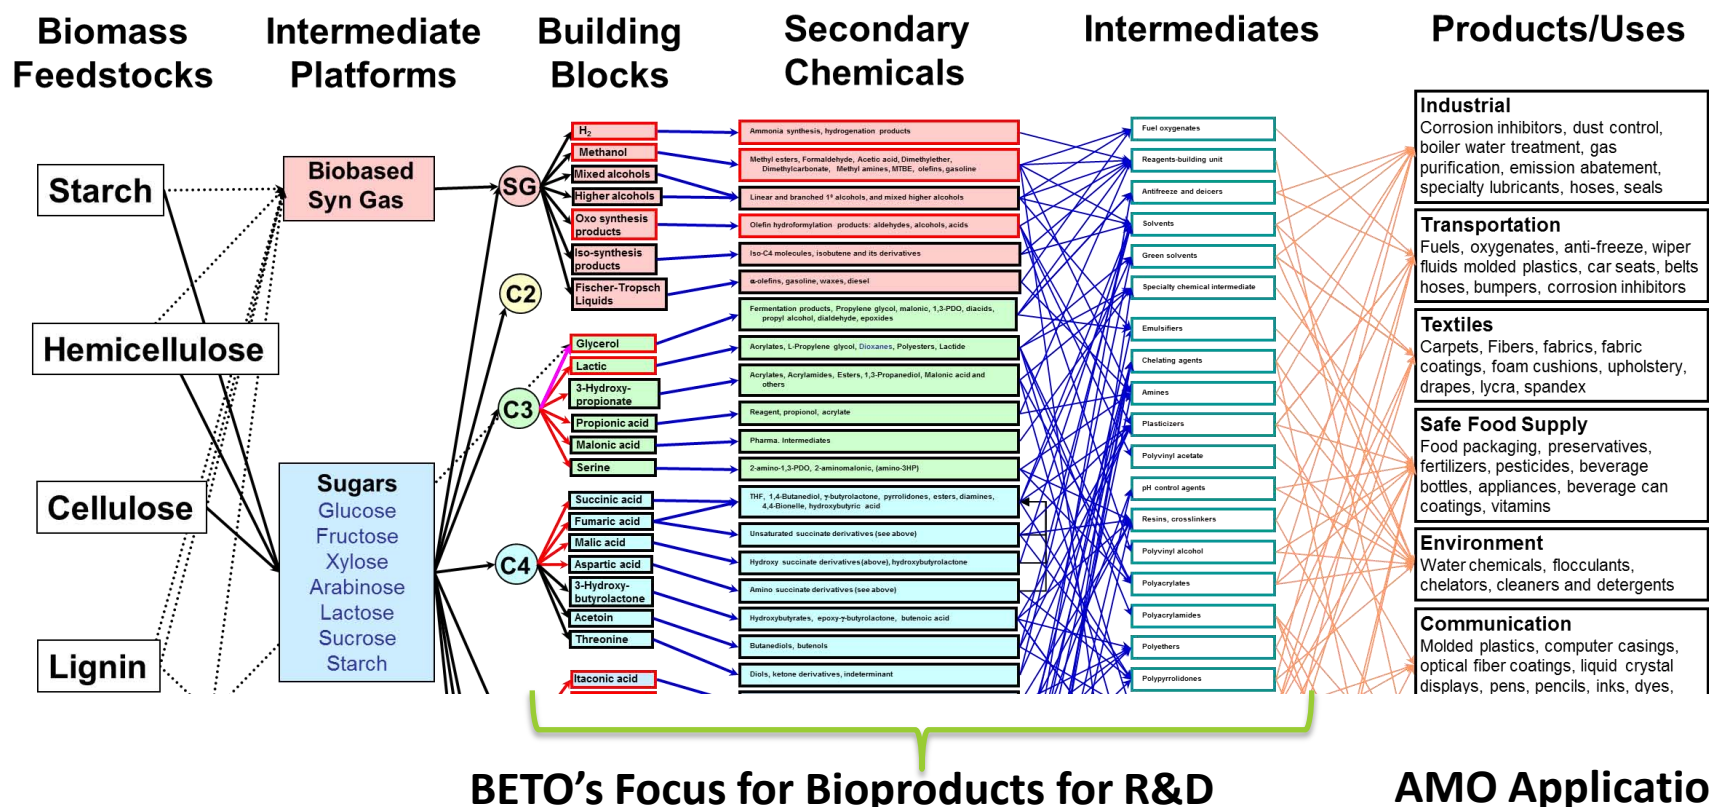 Biomass
Feedstocks
Intermediate
Platforms
Building
Blocks
Secondary
Chemicals
Intermediates
Products/Uses
Starch
Hemicellulose
Cellulose
Lignin
Biobased
Syn Gas
Sugars
Glucose
Fructose
Xylose
Arabinose
Lactose
Sucrose
Starch
SG
C2
C3
C4
H₂
Methanol
Mixed alcohols
Higher alcohols
Oxo synthesis
products
Iso-synthesis
products
Fischer-Tropsch
Liquids
Glycerol
Lactic
3-Hydroxy-
propionate
Propionic acid
Malonic acid
Serine
Succinic acid
Fumaric acid
Malic acid
Aspartic acid
3-Hydroxy-
butyrolactone
Acetoin
Threonine
Itaconic acid
Ammonia synthesis, hydrogenation products
Methyl esters, Formaldehyde, Acetic acid, Dimethylether,
Dimethylcarbonate, Methyl amines, MTBE, olefins, gasoline
Linear and branched 1º alcohols, and mixed higher alcohols
Olefin hydroformylation products: aldehydes, alcohols, acids
Iso-C4 molecules, isobutene and its derivatives
α-olefins, gasoline, waxes, diesel
Fermentation products, Propylene glycol, malonic, 1,3-PDO, diacids,
propyl alcohol, dialdehyde, epoxides
Acrylates, L-Propylene glycol, Dioxanes, Polyesters, Lactide
Acrylates, Acrylamides, Esters, 1,3-Propanediol, Malonic acid and
others
Reagent, propionol, acrylate
Pharma. Intermediates
2-amino-1,3-PDO, 2-aminomalonic, (amino-3HP)
THF, 1,4-Butanediol, γ-butyrolactone, pyrrolidones, esters, diamines,
4,4-Bionelle, hydroxybutyric acid
Unsaturated succinate derivatives (see above)
Hydroxy succinate derivatives (above), hydroxybutyrolactone
Amino succinate derivatives (see above)
Hydroxybutyrates, epoxy-γ-butyrolactone, butenoic acid
Butanediols, butenols
Diols, ketone derivatives, indeterminant
Fuel oxygenates
Reagents-building unit
Antifreeze and deicers
Solvents
Green solvents
Specialty chemical intermediate
Emulsifiers
Chelating agents
Amines
Plasticizers
Polyvinyl acetate
pH control agents
Resins, crosslinkers
Polyvinyl alcohol
Polyacrylates
Polyacrylamides
Polyethers
Polypyrrolidones
Industrial
Corrosion inhibitors, dust control,
boiler water treatment, gas
purification, emission abatement,
specialty lubricants, hoses, seals
Transportation
Fuels, oxygenates, anti-freeze, wiper
fluids molded plastics, car seats, belts
hoses, bumpers, corrosion inhibitors
Textiles
Carpets, Fibers, fabrics, fabric
coatings, foam cushions, upholstery,
drapes, lycra, spandex
Safe Food Supply
Food packaging, preservatives,
fertilizers, pesticides, beverage
bottles, appliances, beverage can
coatings, vitamins
Environment
Water chemicals, flocculants,
chelators, cleaners and detergents
Communication
Molded plastics, computer casings,
optical fiber coatings, liquid crystal
displays, pens, pencils, inks, dyes,
BETO's Focus for Bioproducts for R&D
AMO Applicatio